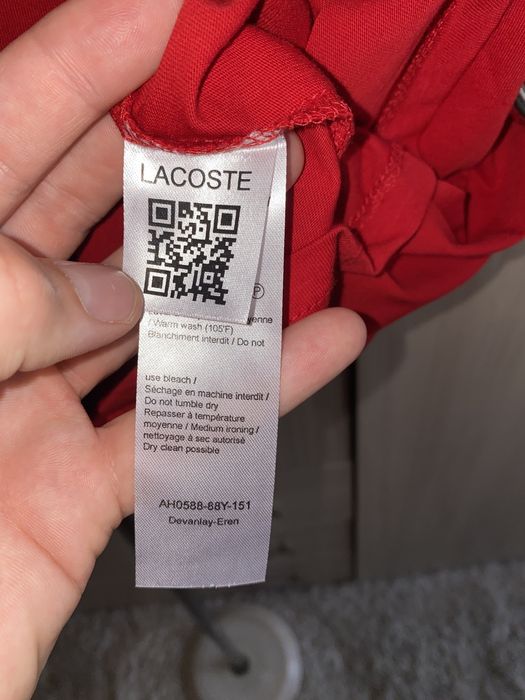 LACOSTE
P
/ Warm wash (105°F)
Blanchiment interdit / Do not
use bleach /
Séchage en machine interdit /
Do not tumble dry
Repasser à température
moyenne / Medium ironing /
nettoyage à sec autorisé
Dry clean possible
AH0588-88Y-151
Devanlay-Eren